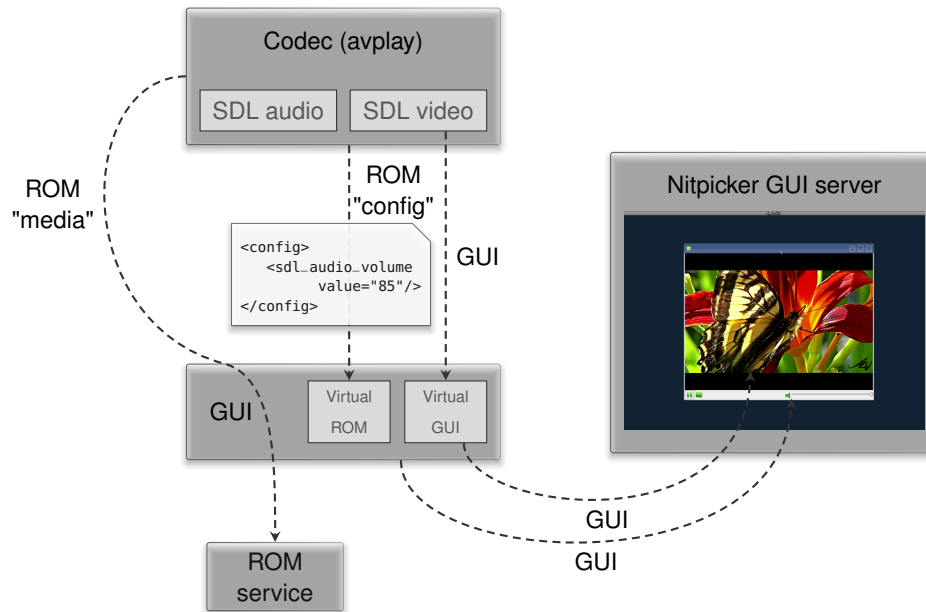 Codec (avplay)
SDL audio
SDL video
ROM
"media"
ROM
"config"
<config>
<sdl_audio_volume
value="85"/>
</config>
GUI
Nitpicker GUI server
GUI
Virtual
ROM
Virtual
GUI
GUI
GUI
ROM
service